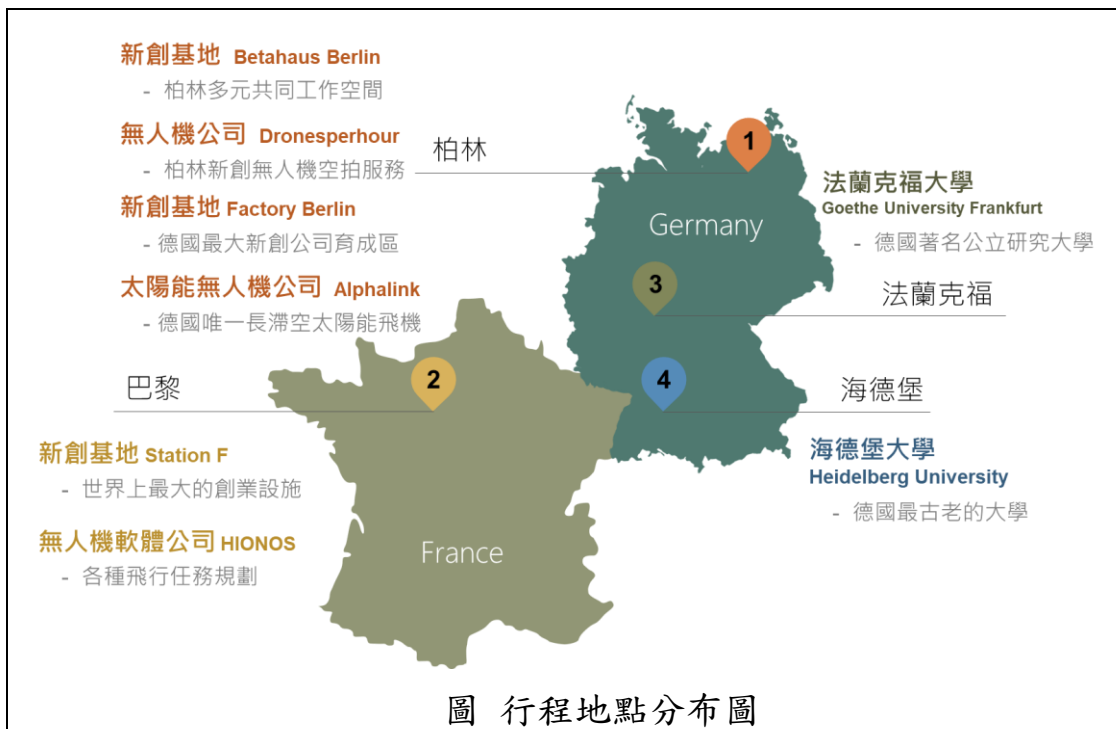 新創基地 Betahaus Berlin
- 柏林多元共同工作空間
無人機公司 Dronesperhour
- 柏林新創無人機空拍服務
新創基地 Factory Berlin
- 德國最大新創公司育成區
太陽能無人機公司 Alphalink
- 德國唯一長滯空太陽能飛機
柏林
1
Germany
法蘭克福大學
Goethe University Frankfurt
- 德國著名公立研究大學
3
法蘭克福
巴黎
2
4
海德堡
新創基地 Station F
- 世界上最大的創業設施
無人機軟體公司 HIONOS
- 各種飛行任務規劃
France
海德堡大學
Heidelberg University
- 德國最古老的大學
圖 行程地點分布圖